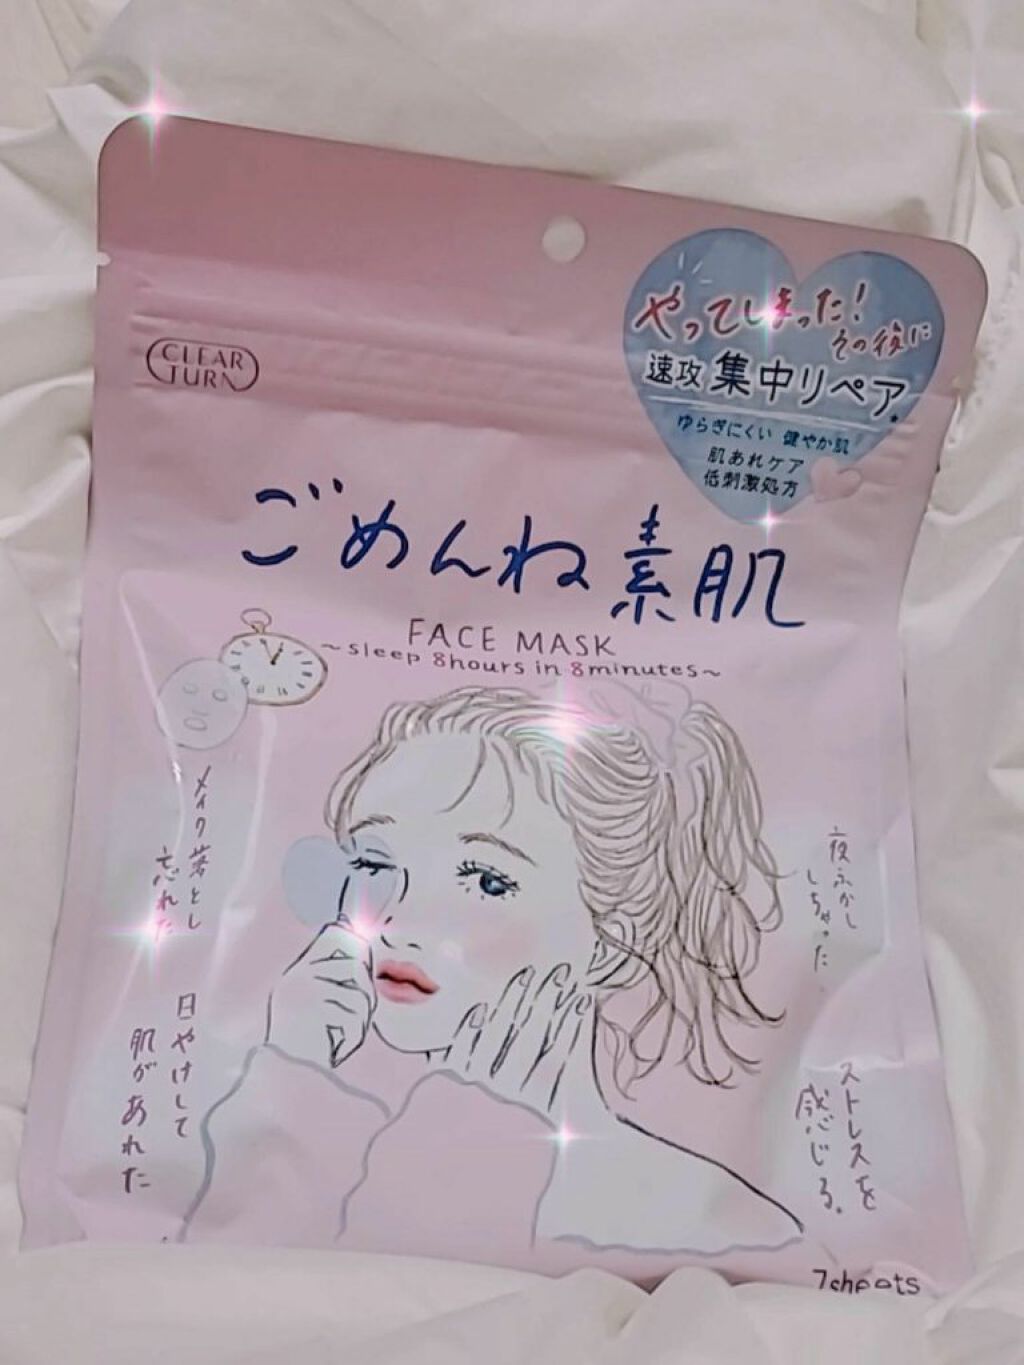 CLEAR
TURN
やってしまった!
その後に
速攻 集中リペア
ゆらぎにくい 健やか肌
肌あれケア
低刺激処方
ごめんね素肌
FACE MASK
~sleep 8hours in 8minutes~
メイク落とし
忘れた
夜ふかし
しちゃった
日やけして
肌があれた
ストレスを
感じる。
7sheets